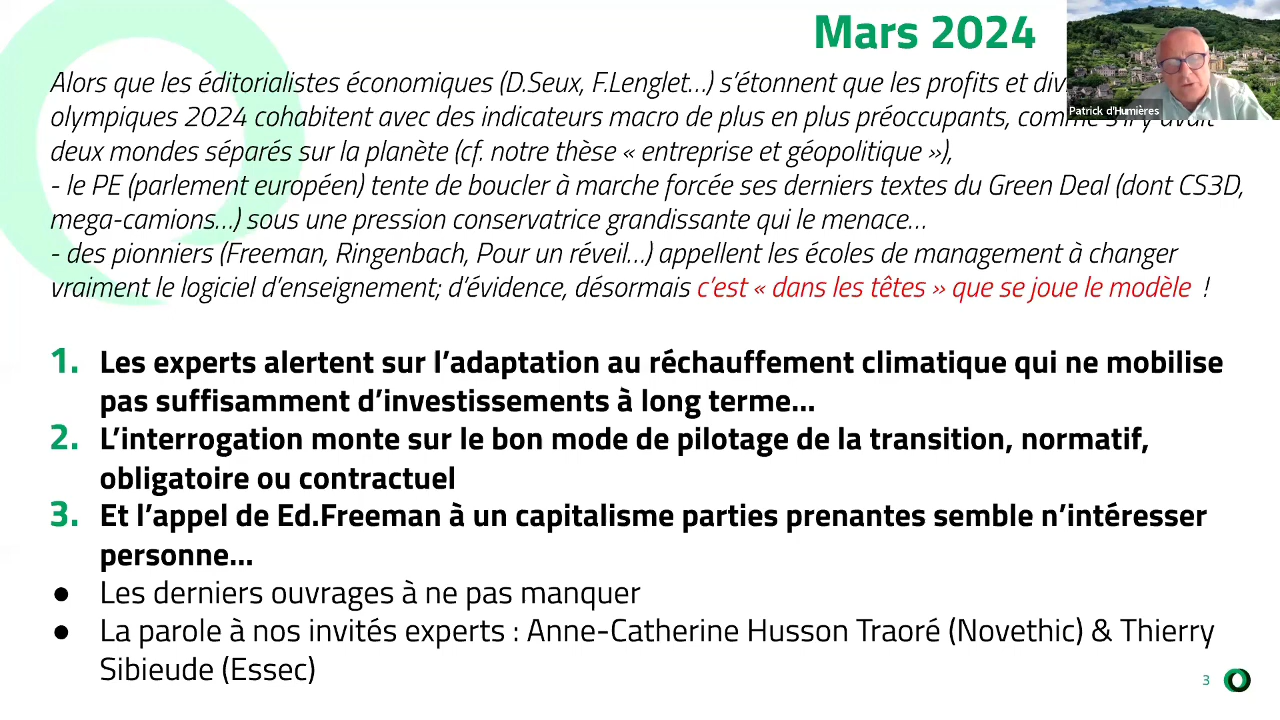 Mars 2024
Alors que les éditorialistes économiques (D.Seux, F.Lenglet...) s’étonnent que les profits et
Patrick d'Humières
olympiques 2024 cohabitent avec des indicateurs macro de plus en plus préoccupants, comme s’il y avait
deux mondes séparés sur la planète (cf. notre thèse « entreprise et géopolitique »),
- le PE (parlement européen) tente de boucler à marche forcée ses derniers textes du Green Deal (dont CS3D,
mega-camions...) sous une pression conservatrice grandissante qui le menace...
- des pionniers (Freeman, Ringenbach, Pour un réveil...) appellent les écoles de management à changer
vraiment le logiciel d’enseignement; d’évidence, désormais c’est « dans les têtes » que se joue le modèle !
1. Les experts alertent sur l’adaptation au réchauffement climatique qui ne mobilise
pas suffisamment d’investissements à long terme...
2. L’interrogation monte sur le bon mode de pilotage de la transition, normatif,
obligatoire ou contractuel
3. Et l’appel de Ed.Freeman à un capitalisme parties prenantes semble n’intéresser
personne...
● Les derniers ouvrages à ne pas manquer
● La parole à nos invités experts : Anne-Catherine Husson Traoré (Novethic) & Thierry
Sibieude (Essec)
3